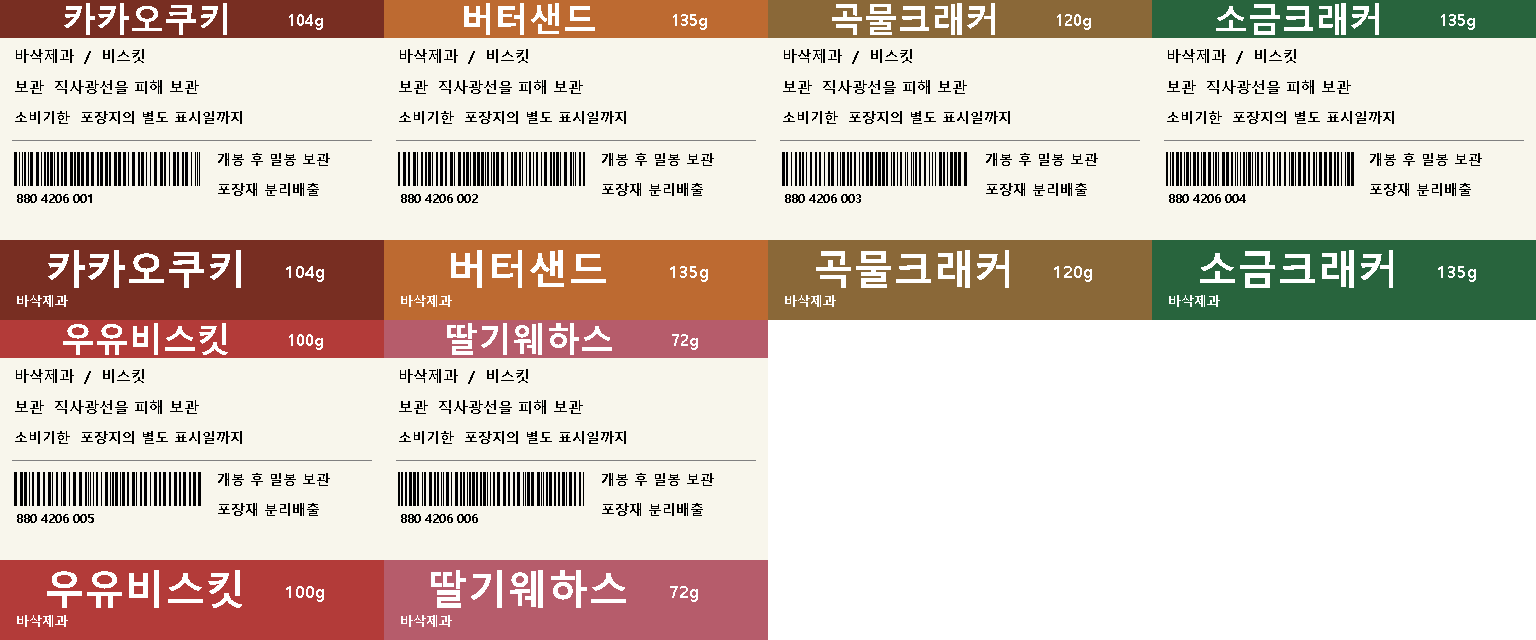 카카오쿠키 104g
바삭제과 / 비스킷
보관 직사광선을 피해 보관
소비기한 포장지의 별도 표시일까지
개봉 후 밀봉 보관
포장재 분리배출
880 4206 001
카카오쿠키 104g
바삭제과
버터샌드 135g
바삭제과 / 비스킷
보관 직사광선을 피해 보관
소비기한 포장지의 별도 표시일까지
개봉 후 밀봉 보관
포장재 분리배출
880 4206 002
버터샌드 135g
바삭제과
곡물크래커 120g
바삭제과 / 비스킷
보관 직사광선을 피해 보관
소비기한 포장지의 별도 표시일까지
개봉 후 밀봉 보관
포장재 분리배출
880 4206 003
곡물크래커 120g
바삭제과
소금크래커 135g
바삭제과 / 비스킷
보관 직사광선을 피해 보관
소비기한 포장지의 별도 표시일까지
개봉 후 밀봉 보관
포장재 분리배출
880 4206 004
소금크래커 135g
바삭제과
우유비스킷 100g
바삭제과 / 비스킷
보관 직사광선을 피해 보관
소비기한 포장지의 별도 표시일까지
개봉 후 밀봉 보관
포장재 분리배출
880 4206 005
우유비스킷 100g
바삭제과
딸기웨하스 72g
바삭제과 / 비스킷
보관 직사광선을 피해 보관
소비기한 포장지의 별도 표시일까지
개봉 후 밀봉 보관
포장재 분리배출
880 4206 006
딸기웨하스 72g
바삭제과